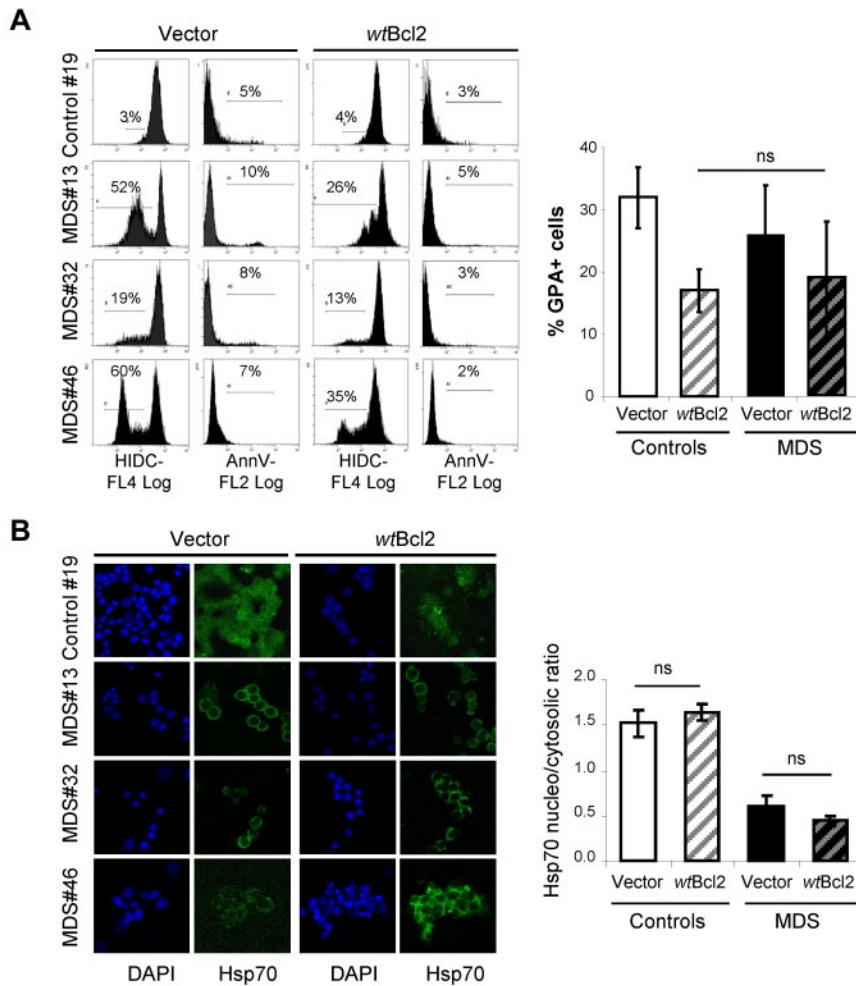 A
Vector
wtBcl2
Control #19
3%
5%
4%
3%
MDS#13
52%
10%
26%
5%
MDS#32
19%
8%
13%
3%
MDS#46
60%
7%
35%
2%
HIDC-
FL4 Log
AnnV-
FL2 Log
HIDC-
FL4 Log
AnnV-
FL2 Log
% GPA+ cells
40
30
20
10
0
ns
Vector
wtBcl2
Vector
wtBcl2
Controls
MDS
B
Vector
wtBcl2
Control #19
MDS#13
MDS#32
MDS#46
DAPI
Hsp70
DAPI
Hsp70
Hsp70 nucleo/cytosolic ratio
2.0
1.5
1.0
0.5
0.0
ns
ns
Vector
wtBcl2
Vector
wtBcl2
Controls
MDS